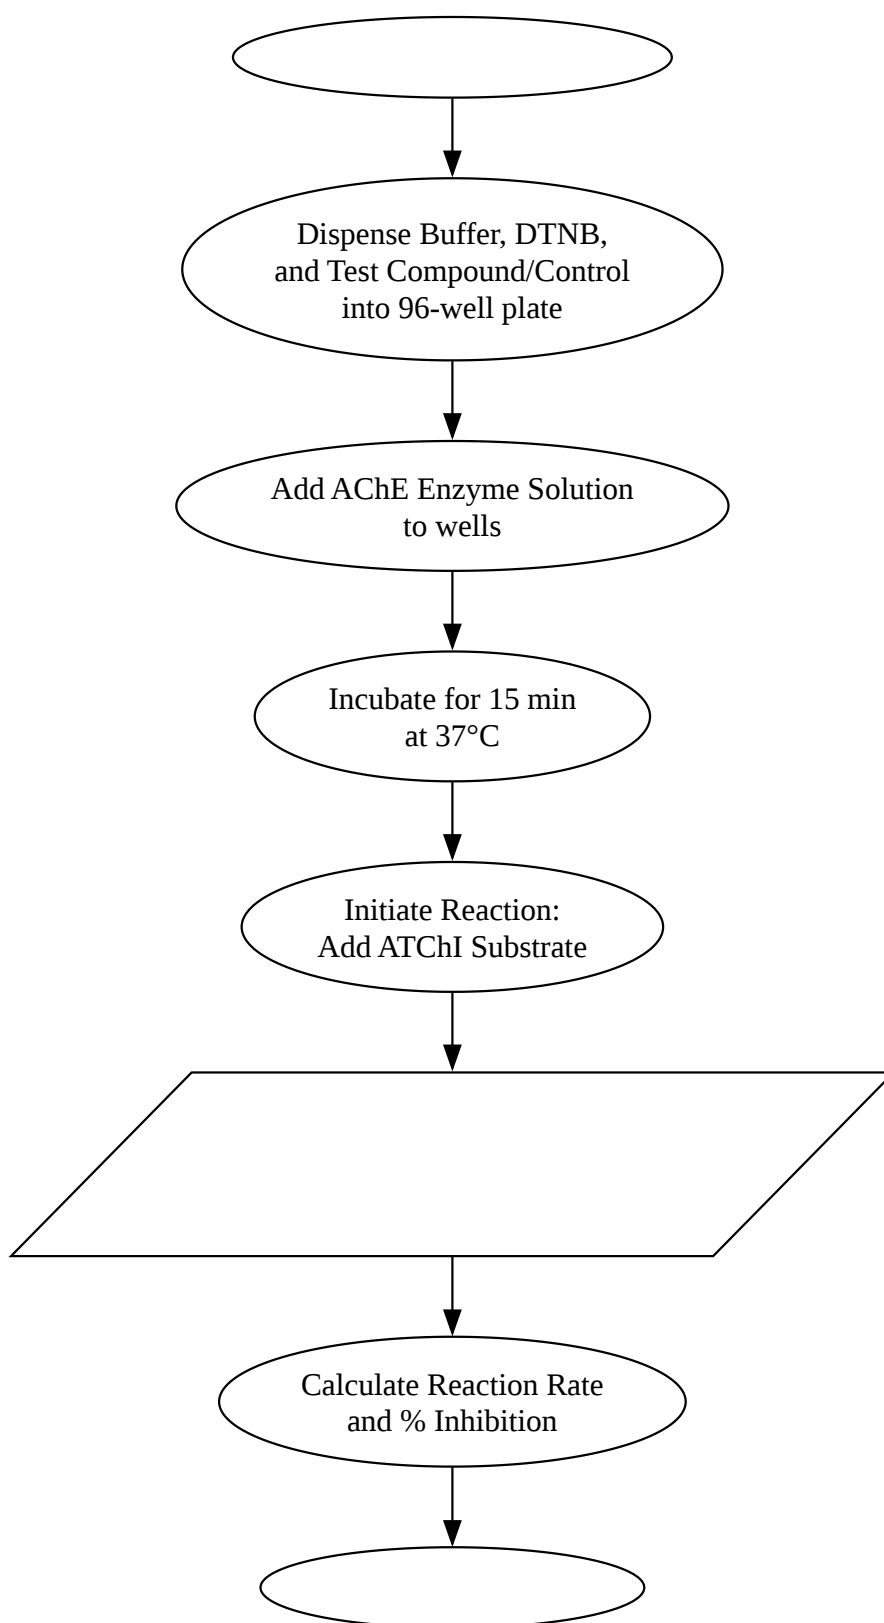 Dispense Buffer, DTNB,
and Test Compound/Control
into 96-well plate
Add AChE Enzyme Solution
to wells
Incubate for 15 min
at 37°C
Initiate Reaction:
Add ATChI Substrate
Calculate Reaction Rate
and % Inhibition